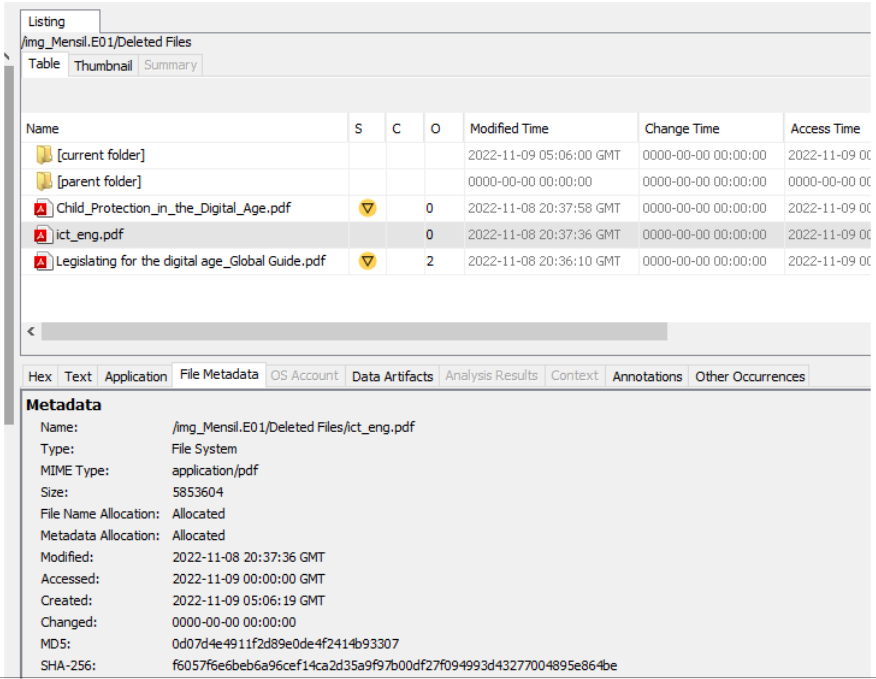 Listing
/img_Mensil.E01/Deleted Files
Table Thumbnail Summary
Name S C O Modified Time Change Time Access Time
[current folder] 2022-11-09 05:06:00 GMT 0000-00-00 00:00:00 2022-11-09 00
[parent folder] 0000-00-00 00:00:00 0000-00-00 00:00:00 0000-00-00 00
Child_Protection_in_the_Digital_Age.pdf 0 2022-11-08 20:37:58 GMT 0000-00-00 00:00:00 2022-11-09 00
ict_eng.pdf 0 2022-11-08 20:37:36 GMT 0000-00-00 00:00:00 2022-11-09 00
Legislating for the digital age_Global Guide.pdf 2 2022-11-08 20:36:10 GMT 0000-00-00 00:00:00 2022-11-09 00
Hex Text Application File Metadata OS Account Data Artifacts Analysis Results Context Annotations Other Occurrences
Metadata
Name: /img_Mensil.E01/Deleted Files/ict_eng.pdf
Type: File System
MIME Type: application/pdf
Size: 5853604
File Name Allocation: Allocated
Metadata Allocation: Allocated
Modified: 2022-11-08 20:37:36 GMT
Accessed: 2022-11-09 00:00:00 GMT
Created: 2022-11-09 05:06:19 GMT
Changed: 0000-00-00 00:00:00
MD5: 0d07d4e4911f2d89e0de4f2414b93307
SHA-256: f6057f6e6beb6a96cef14ca2d35a9f97b00df27f094993d43277004895e864be